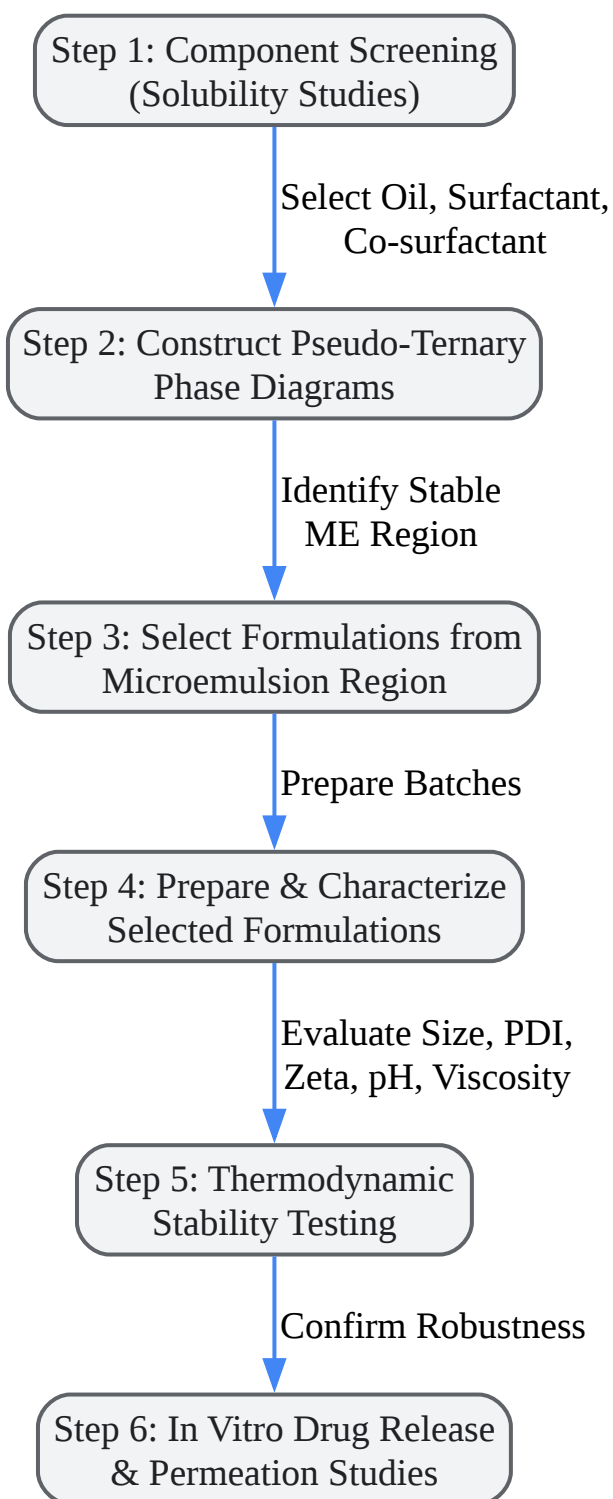 Step 1: Component Screening
(Solubility Studies)
Select Oil, Surfactant,
Co-surfactant
Step 2: Construct Pseudo-Ternary
Phase Diagrams
Identify Stable
ME Region
Step 3: Select Formulations from
Microemulsion Region
Prepare Batches
Step 4: Prepare & Characterize
Selected Formulations
Evaluate Size, PDI,
Zeta, pH, Viscosity
Step 5: Thermodynamic
Stability Testing
Confirm Robustness
Step 6: In Vitro Drug Release
& Permeation Studies